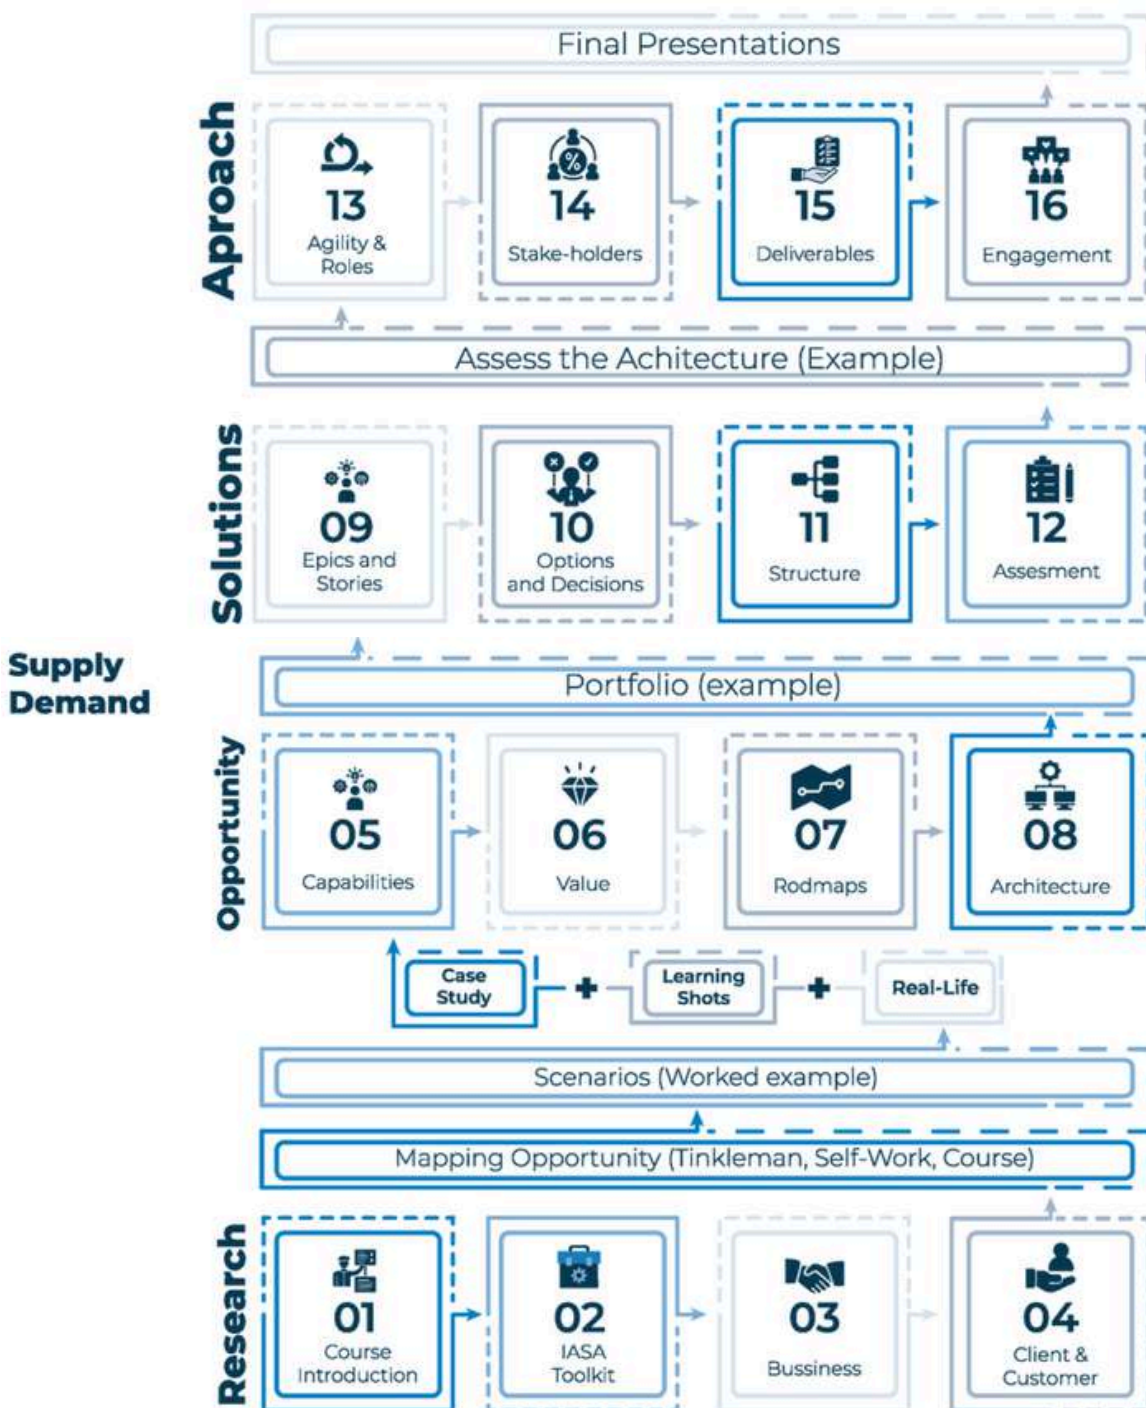 Final Presentations
Aproach
13
Agility &
Roles
14
Stake-holders
15
Deliverables
16
Engagement
Assess the Achitecture (Example)
Solutions
09
Epics and
Stories
10
Options
and Decisions
11
Structure
12
Assesment
Supply
Demand
Portfolio (example)
Opportunity
05
Capabilities
06
Value
07
Rodmaps
08
Architecture
Case
Study
+
Learning
Shots
+
Real-Life
Scenarios (Worked example)
Mapping Opportunity (Tinkleman, Self-Work, Course)
Research
01
Course
Introduction
02
IASA
Toolkit
03
Bussiness
04
Client &
Customer